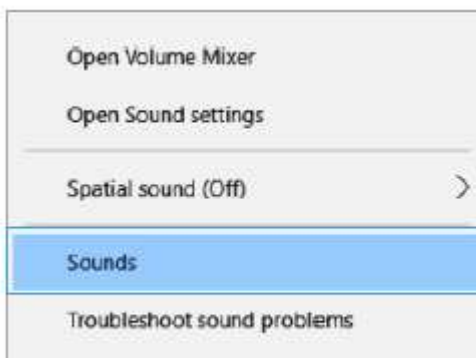 Open Volume Mixer
Open Sound settings
Spatial sound (Off)
Sounds
Troubleshoot sound problems